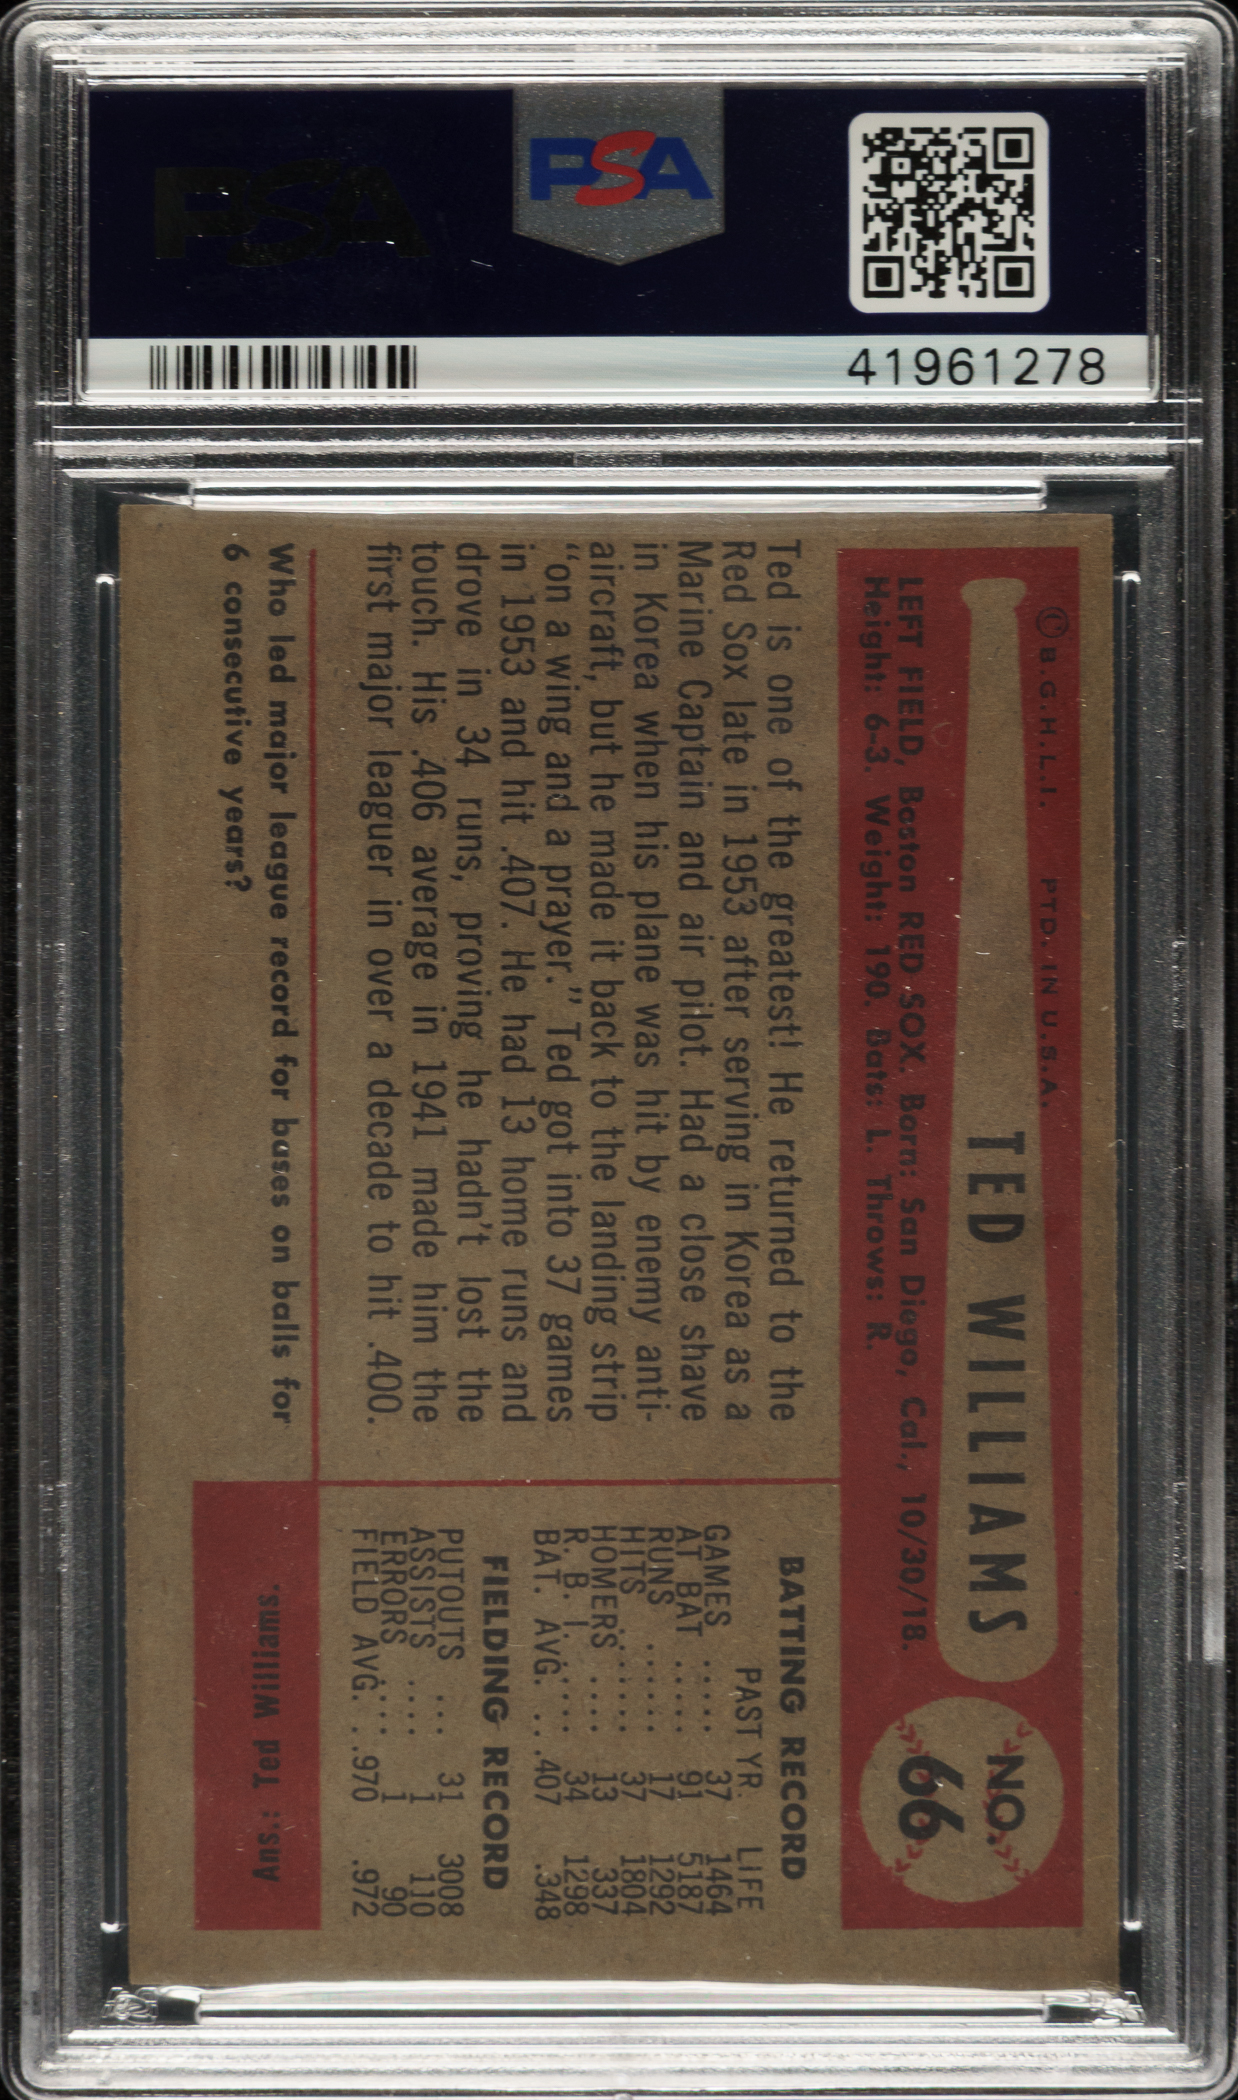 PSA
PSA
41961278
© B.G.H.L.I. PTD. IN U.S.A.
TED WILLIAMS
NO.
66
LEFT FIELD, Boston RED SOX. Born: San Diego, Cal., 10/30/18.
Height: 6-3. Weight: 190. Bats: L. Throws: R.
Ted is one of the greatest! He returned to the
Red Sox late in 1953 after serving in Korea as a
Marine Captain and air pilot. Had a close shave
in Korea when his plane was hit by enemy anti-
aircraft, but he made it back to the landing strip
"on a wing and a prayer." Ted got into 37 games
in 1953 and hit .407. He had 13 home runs and
drove in 34 runs, proving he hadn't lost the
touch. His .406 average in 1941 made him the
first major leaguer in over a decade to hit .400.
BATTING RECORD
PAST YR. LIFE
GAMES ..... 37 1464
AT BAT ..... 91 5187
RUNS ...... 17 1292
HITS ...... 37 1804
HOMERS .... 13 337
R. B. I. .... 34 1298
BAT. AVG. .. .407 .348
FIELDING RECORD
PUTOUTS ... 31 3008
ASSISTS .... 1 110
ERRORS .... 1 90
FIELD AVG. . .970 .972
Who led major league record for bases on balls for
6 consecutive years?
Ans.: Ted Williams.